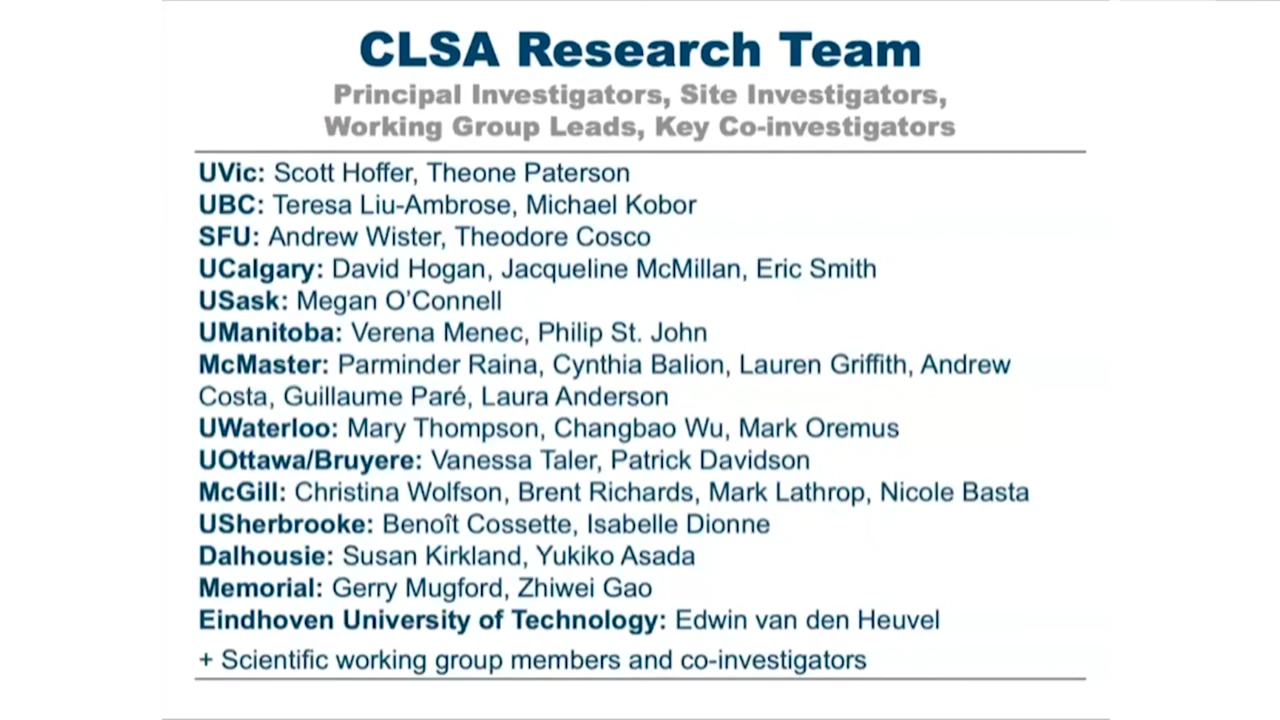 CLSA Research Team
Principal Investigators, Site Investigators,
Working Group Leads, Key Co-investigators
UVic: Scott Hoffer, Theone Paterson
UBC: Teresa Liu-Ambrose, Michael Kobor
SFU: Andrew Wister, Theodore Cosco
UCalgary: David Hogan, Jacqueline McMillan, Eric Smith
USask: Megan O'Connell
UManitoba: Verena Menec, Philip St. John
McMaster: Parminder Raina, Cynthia Balion, Lauren Griffith, Andrew
Costa, Guillaume Paré, Laura Anderson
UWaterloo: Mary Thompson, Changbao Wu, Mark Oremus
UOttawa/Bruyere: Vanessa Taler, Patrick Davidson
McGill: Christina Wolfson, Brent Richards, Mark Lathrop, Nicole Basta
USherbrooke: Benoît Cossette, Isabelle Dionne
Dalhousie: Susan Kirkland, Yukiko Asada
Memorial: Gerry Mugford, Zhiwei Gao
Eindhoven University of Technology: Edwin van den Heuvel
+ Scientific working group members and co-investigators